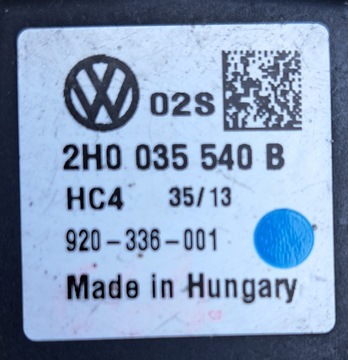 02S
2H0 035 540 B
HC4 35/13
920-336-001
Made in Hungary